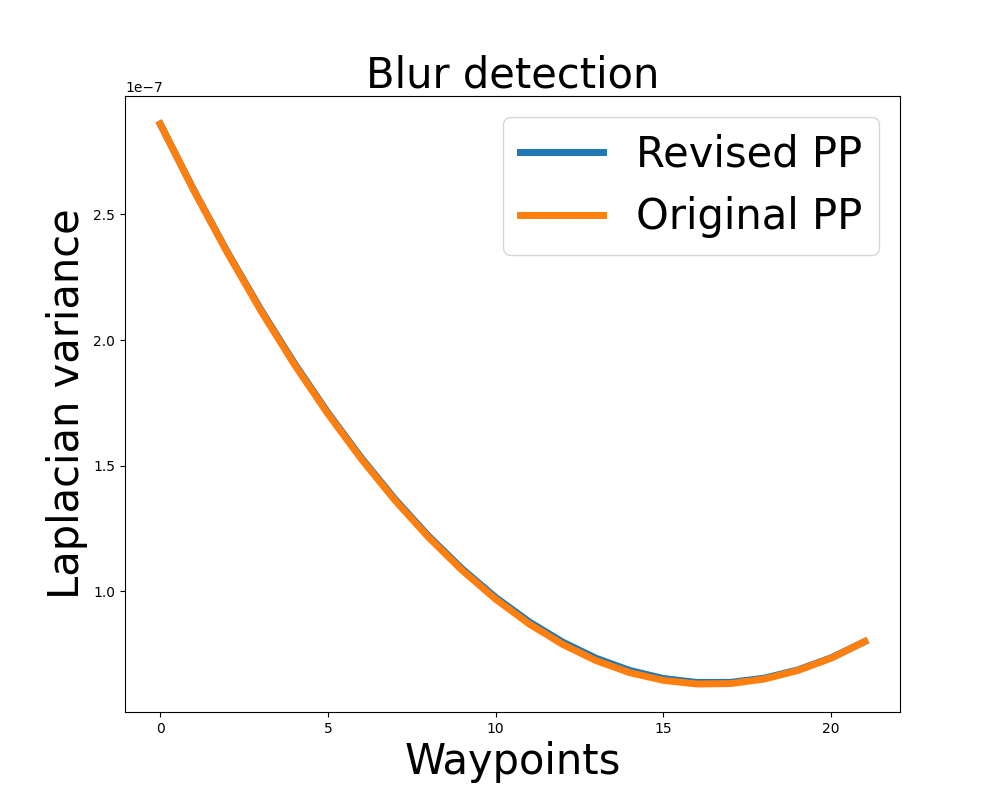 Blur detection
1e−7
Revised PP
Original PP
2.5
2.0
1.5
1.0
Laplacian variance
0 5 10 15 20
Waypoints